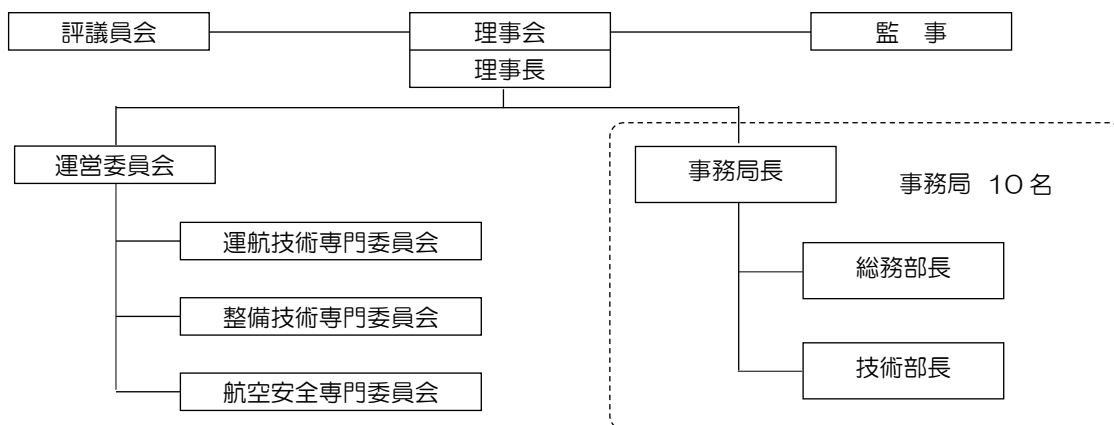 評議員会
理事会
監　事
理事長
運営委員会
事務局長
事務局　10名
運航技術専門委員会
総務部長
整備技術専門委員会
技術部長
航空安全専門委員会